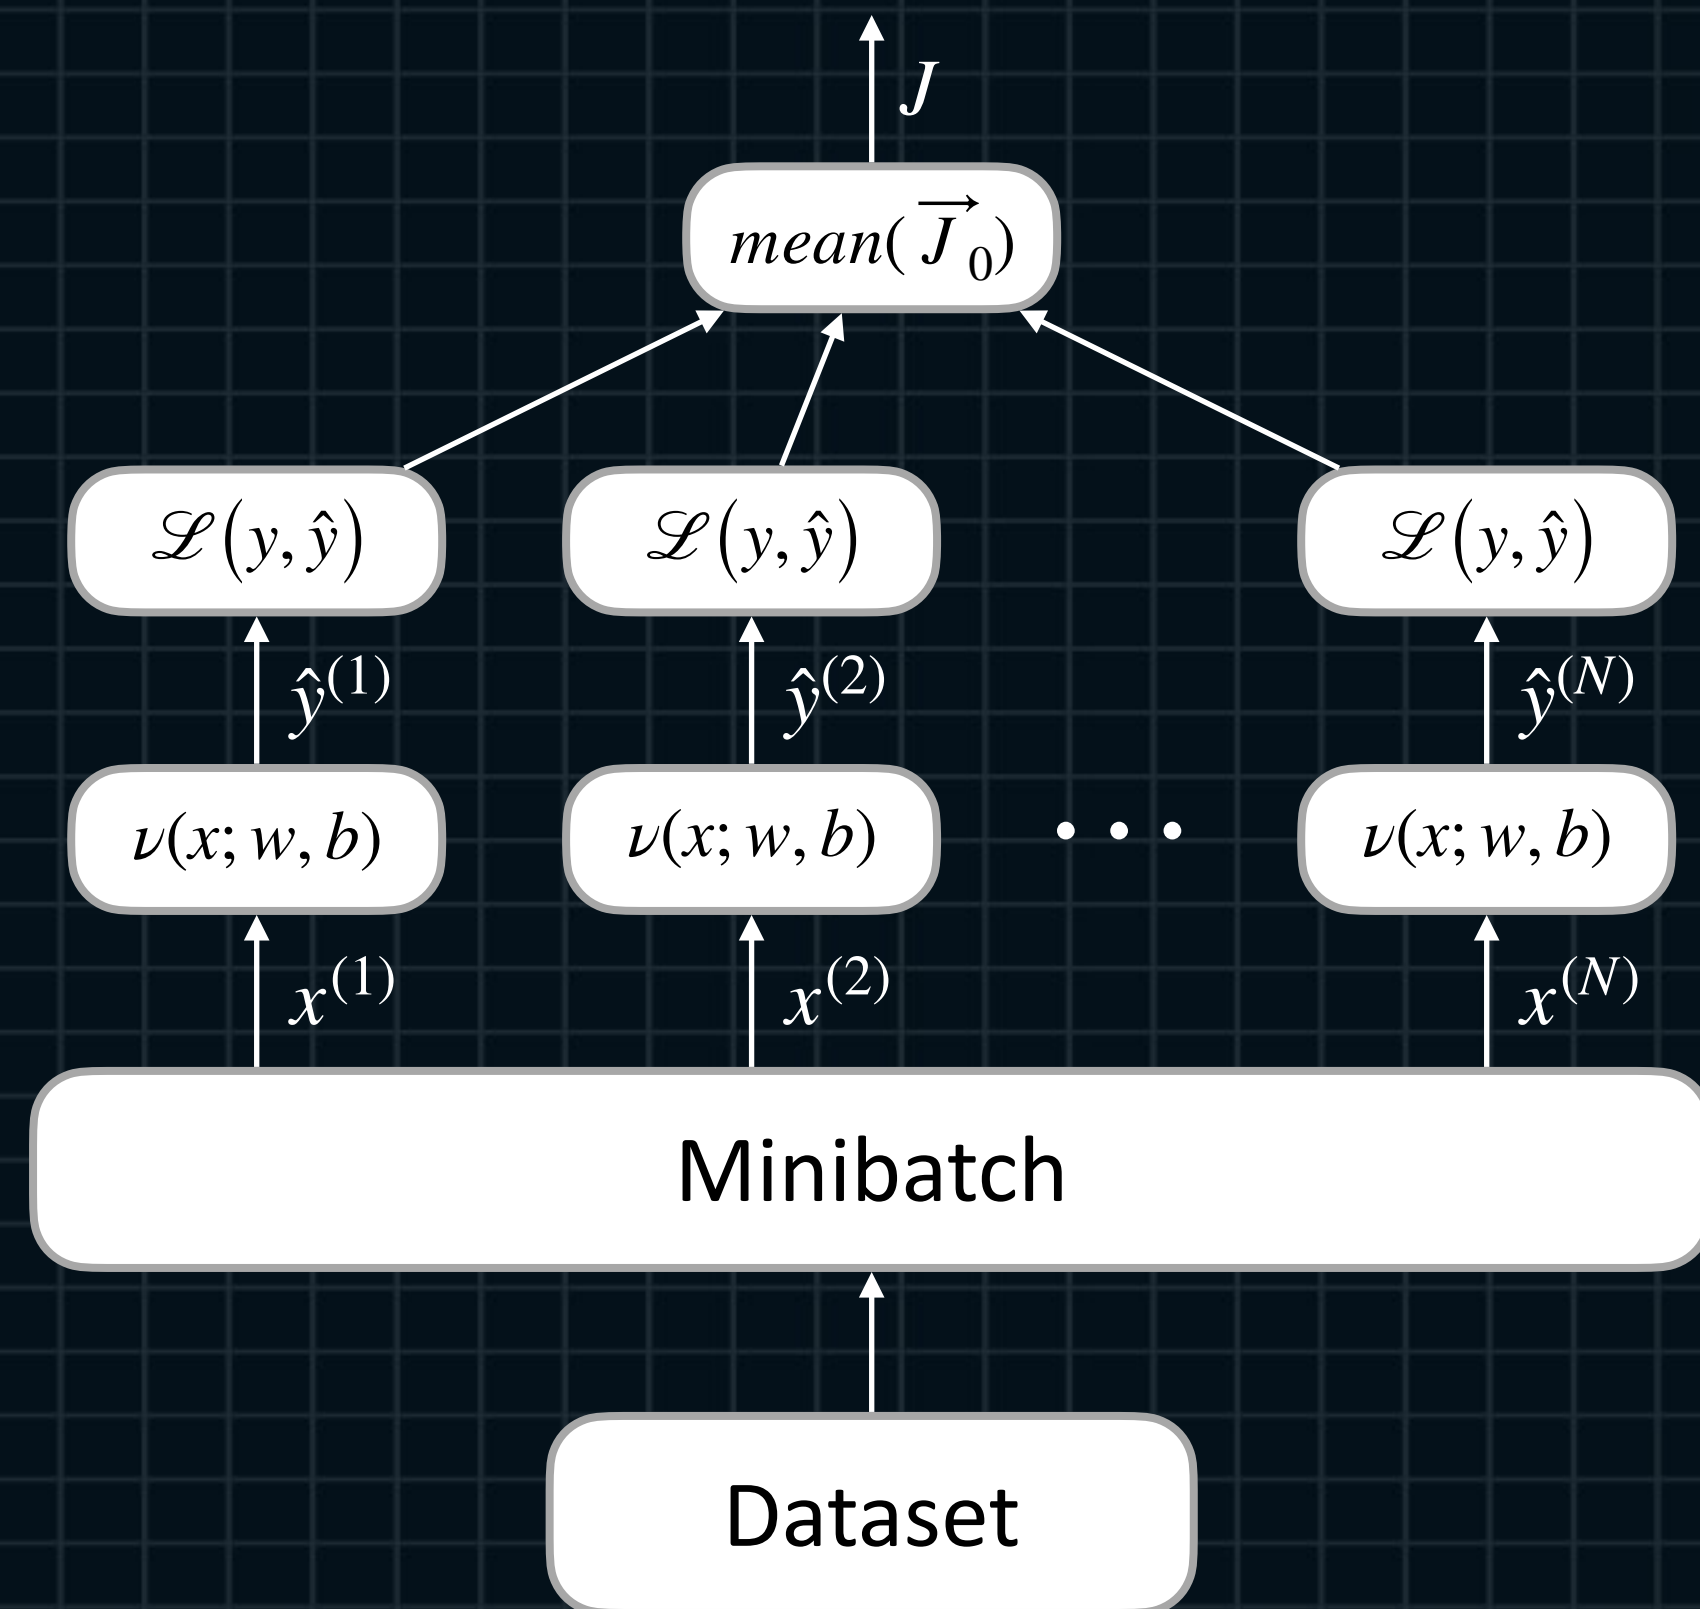 J
mean(J⃗₀)
ℒ(y, ŷ) ℒ(y, ŷ) ℒ(y, ŷ)
ŷ⁽¹⁾ ŷ⁽²⁾ ŷ⁽ᴺ⁾
ν(x; w, b) ν(x; w, b) • • • ν(x; w, b)
x⁽¹⁾ x⁽²⁾ x⁽ᴺ⁾
Minibatch
Dataset